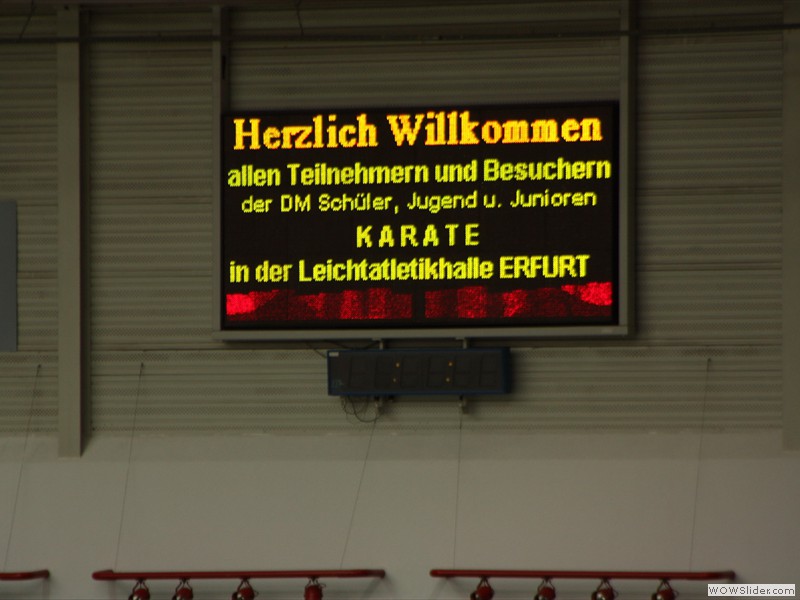 Herzlich Willkommen
allen Teilnehmern und Besuchern
der DM Schüler, Jugend u. Junioren
KARATE
in der Leichtatletikhalle ERFURT
WOWSlider.com